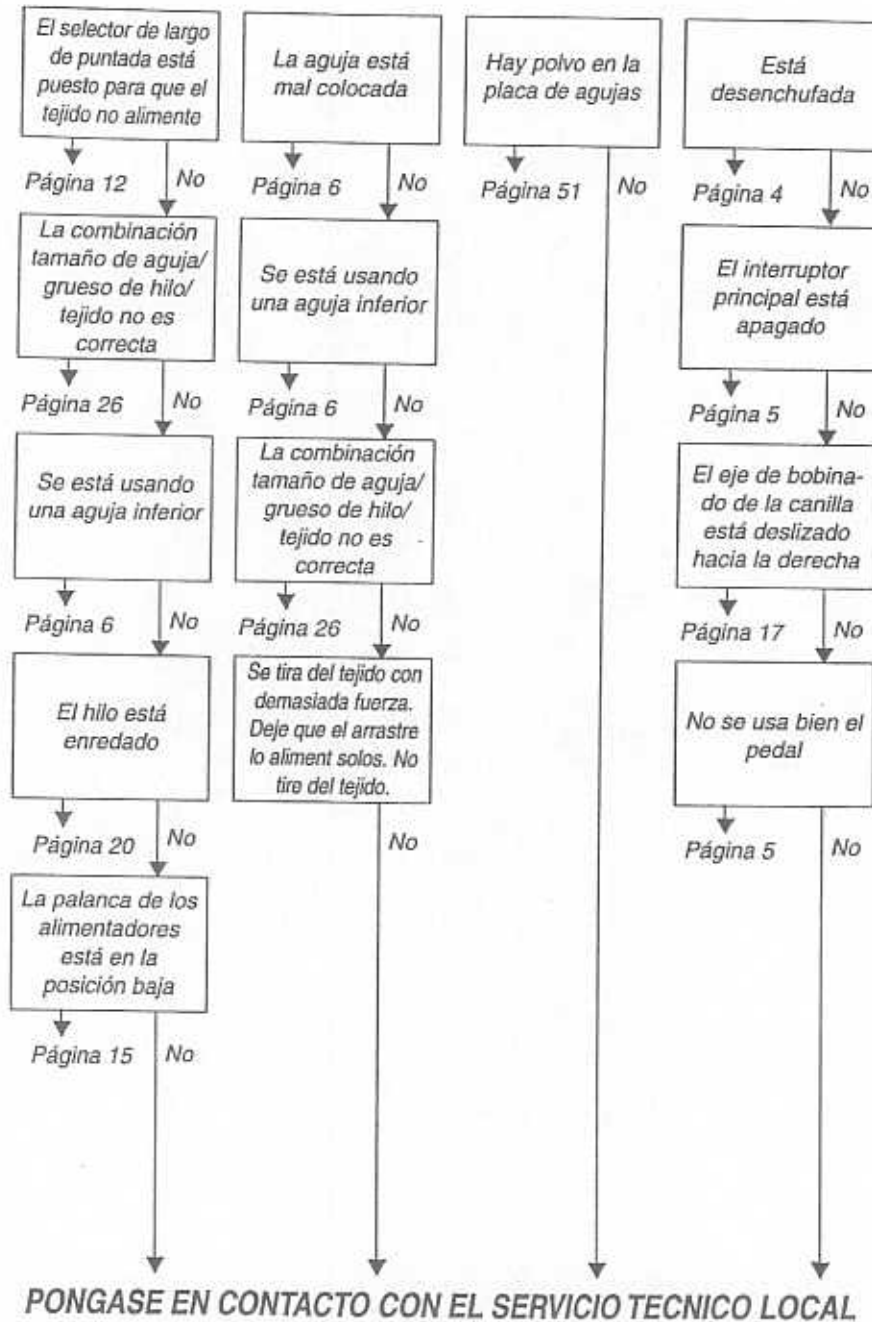 El selector de largo
de puntada está
puesto para que el
tejido no alimente
Página 12
No
La combinación
tamaño de aguja/
grueso de hilo/
tejido no es
correcta
Página 26
No
Se está usando
una aguja inferior
Página 6
No
El hilo está
enredado
Página 20
No
La palanca de los
alimentadores
está en la
posición baja
Página 15
No
La aguja está
mal colocada
Página 6
No
Se está usando
una aguja inferior
Página 6
No
La combinación
tamaño de aguja/
grueso de hilo/
tejido no es
correcta
Página 26
No
Se tira del tejido con
demasiada fuerza.
Deje que el arrastre
lo aliment solos. No
tire del tejido.
No
Hay polvo en la
placa de agujas
Página 51
No
Está
desenchufada
Página 4
No
El interruptor
principal está
apagado
Página 5
No
El eje de bobina-
do de la canilla
está deslizado
hacia la derecha
Página 17
No
No se usa bien el
pedal
Página 5
No
PONGASE EN CONTACTO CON EL SERVICIO TECNICO LOCAL